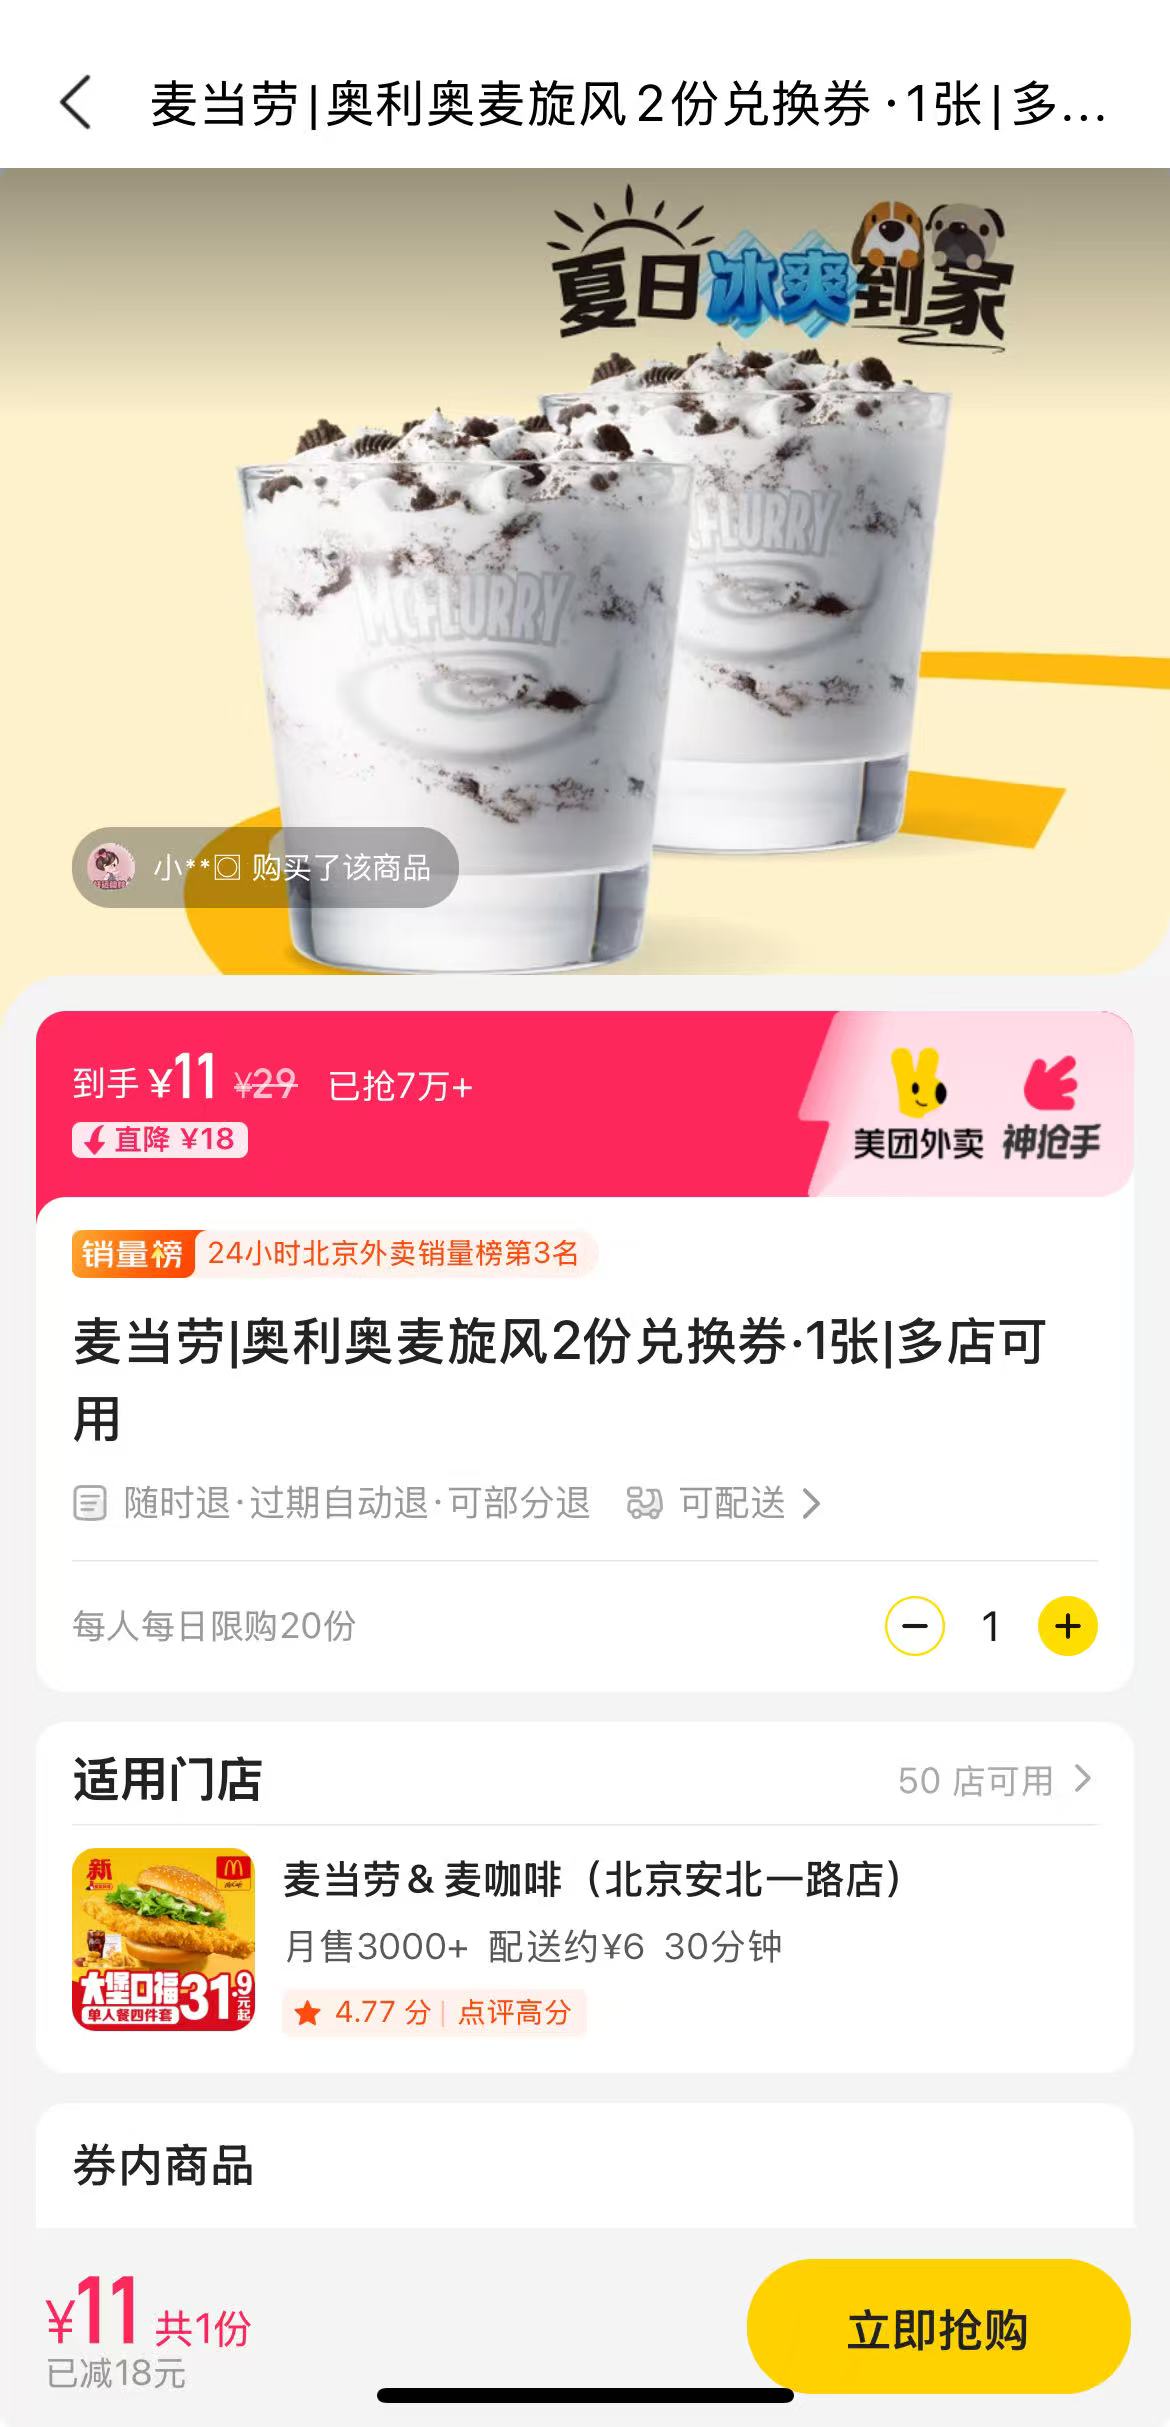 麦当劳|奥利奥麦旋风2份兑换券·1张|多...
夏日冰爽到家
McFLURRY
FLURRY
小**〇 购买了该商品
到手 ¥11 ¥29 已抢7万+
直降 ¥18
美团外卖 神抢手
销量榜 24小时北京外卖销量榜第3名
麦当劳|奥利奥麦旋风2份兑换券·1张|多店可
用
随时退·过期自动退·可部分退 可配送
每人每日限购20份
1
适用门店
50 店可用
新
麦当劳&麦咖啡（北京安北一路店）
月售3000+ 配送约¥6 30分钟
大堡口福31.9元起
单人餐四件套
4.77 分 | 点评高分
券内商品
¥11 共1份
已减18元
立即抢购